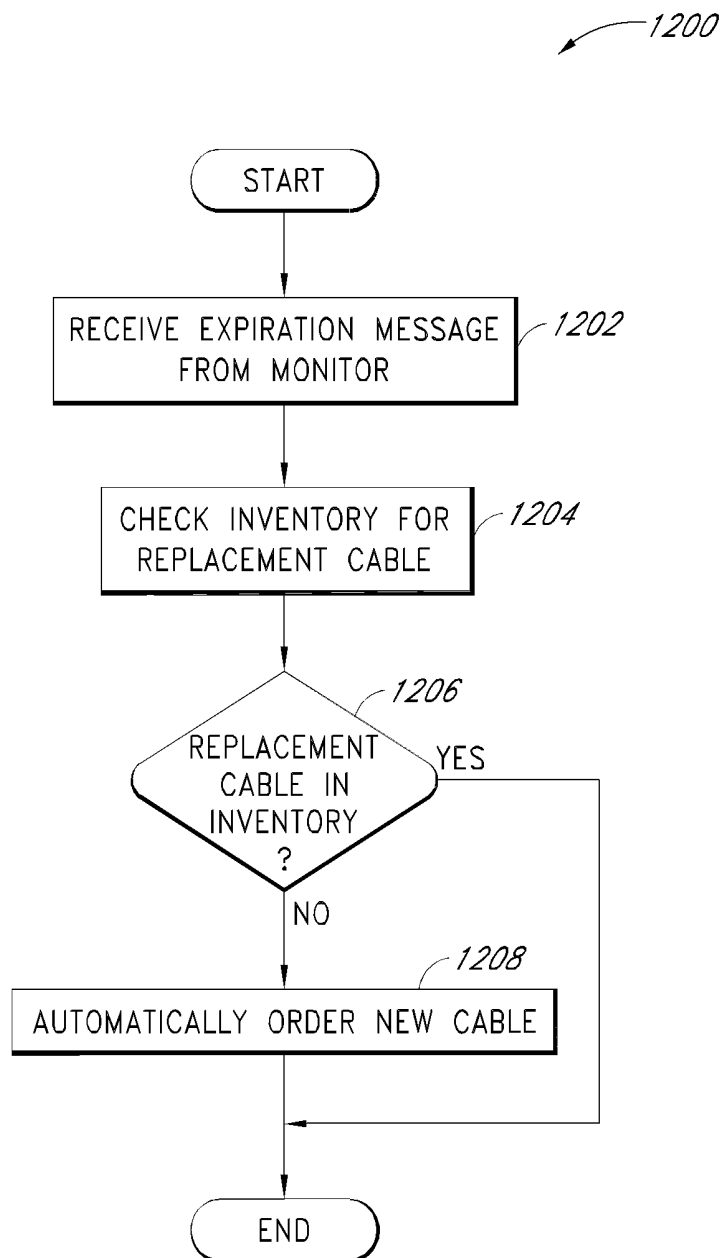 1200
START
RECEIVE EXPIRATION MESSAGE
FROM MONITOR
1202
CHECK INVENTORY FOR
REPLACEMENT CABLE
1204
1206
REPLACEMENT
CABLE IN
INVENTORY
?
YES
NO
1208
AUTOMATICALLY ORDER NEW CABLE
END